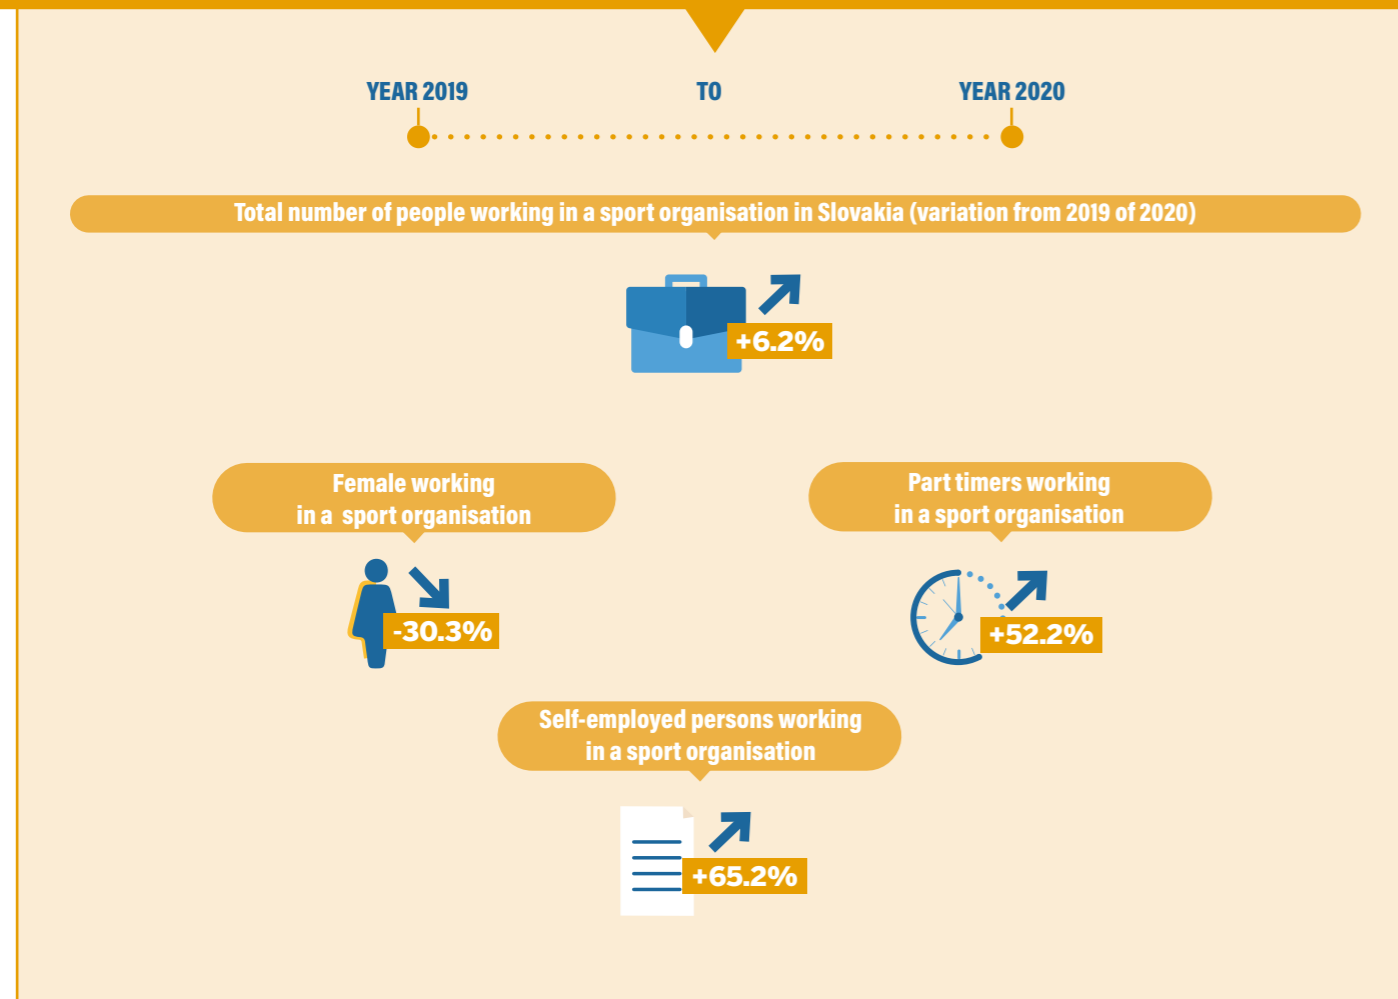 YEAR 2019 TO YEAR 2020
Total number of people working in a sport organisation in Slovakia (variation from 2019 of 2020)
+6.2%
Female working
in a sport organisation
-30.3%
Part timers working
in a sport organisation
+52.2%
Self-employed persons working
in a sport organisation
+65.2%